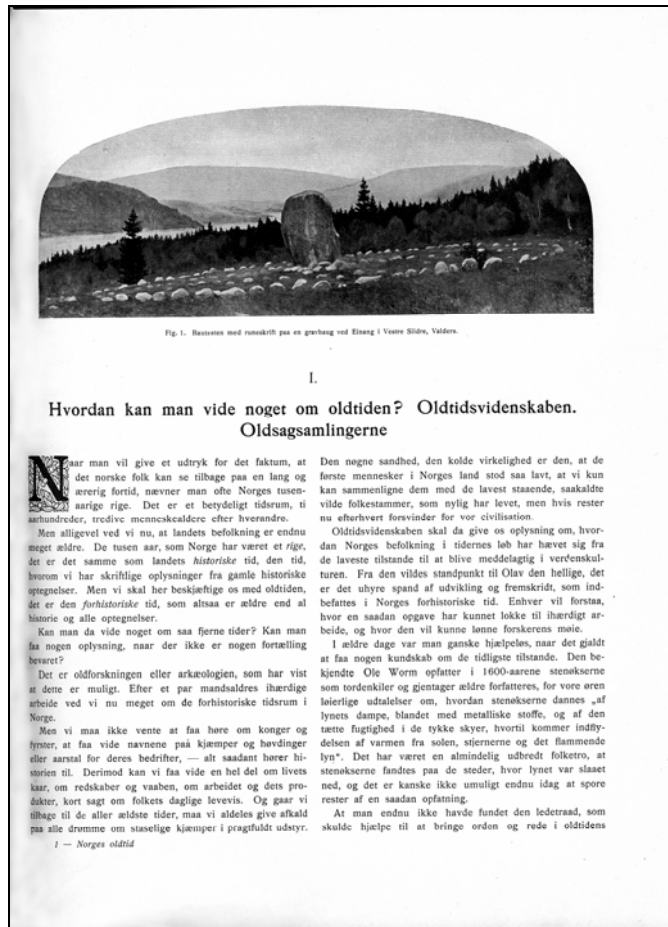 Fig. 1. Bautasten med runeskrift paa en gravhaug ved Einang i Vestre Slidre, Valders.
I.
Hvordan kan man vide noget om oldtiden? Oldtidsvidenskaben.
Oldsagsamlingerne
Naar man vil give et udtryk for det faktum, at
det norske folk kan se tilbage paa en lang og
ærerig fortid, nævner man ofte Norges tusen-
aarige rige. Det er et betydeligt tidsrum, ti
aarhundreder, tredive menneskealdere efter hverandre.
Men alligevel ved vi nu, at landets befolkning er endnu
meget ældre. De tusen aar, som Norge har været et rige,
det er det samme som landets historiske tid, den tid,
hvorom vi har skriftlige oplysninger fra gamle historiske
optegnelser. Men vi skal her beskjæftige os med oldtiden,
det er den forhistoriske tid, som altsaa er ældre end al
historie og alle optegnelser.
Kan man da vide noget om saa fjerne tider? Kan man
faa nogen oplysning, naar der ikke er nogen fortælling
bevaret?
Det er oldforskningen eller arkæologien, som har vist
at dette er muligt. Efter et par mandsaldres ihærdige
arbeide ved vi nu meget om de forhistoriske tidsrum i
Norge.
Men vi maa ikke vente at faa høre om konger og
fyrster, at faa vide navnene paa kjæmper og høvdinger
eller aarstal for deres bedrifter, — alt saadant hører hi-
storien til. Derimod kan vi faa vide en hel del om livets
kaar, om redskaber og vaaben, om arbeidet og dets pro-
dukter, kort sagt om folkets daglige levevis. Og gaar vi
tilbage til de aller ældste tider, maa vi aldeles give afkald
paa alle drømme om staselige kjæmper i pragtfuldt udstyr.
1 — Norges oldtid
Den nøgne sandhed, den kolde virkelighed er den, at de
første mennesker i Norges land stod saa lavt, at vi kun
kan sammenligne dem med de lavest staaende, saakaldte
vilde folkestammer, som nylig har levet, men hvis rester
nu efterhvert forsvinder for vor civilisation.
Oldtidsvidenskaben skal da give os oplysning om, hvor-
dan Norges befolkning i tidernes løb har hævet sig fra
de laveste tilstande til at blive meddelagtig i verdenskul-
turen. Fra den vildes standpunkt til Olav den hellige, det
er det uhyre spand af udvikling og fremskridt, som ind-
befattes i Norges forhistoriske tid. Enhver vil forstaa,
hvor en saadan opgave har kunnet lokke til ihærdigt ar-
beide, og hvor den vil kunne lønne forskerens møie.
I ældre dage var man ganske hjælpeløs, naar det gjaldt
at faa nogen kundskab om de tidligste tilstande. Den be-
kjendte Ole Worm opfatter i 1600-aarene stenøkserne
som tordenkiler og gjentager ældre forfatteres, for vore øren
løierlige udtalelser om, hvordan stenøkserne dannes „af
lynets dampe, blandet med metalliske stoffe, og af den
tætte fugtighed i de tykke skyer, hvortil kommer indfly-
delsen af varmen fra solen, stjernerne og det flammende
lyn“. Det har været en almindelig udbredt folketro, at
stenøkserne fandtes paa de steder, hvor lynet var slaaet
ned, og det er kanske ikke umuligt endnu idag at spore
rester af en saadan opfatning.
At man endnu ikke havde fundet den ledetraad, som
skulde hjælpe til at bringe orden og rede i oldtidens